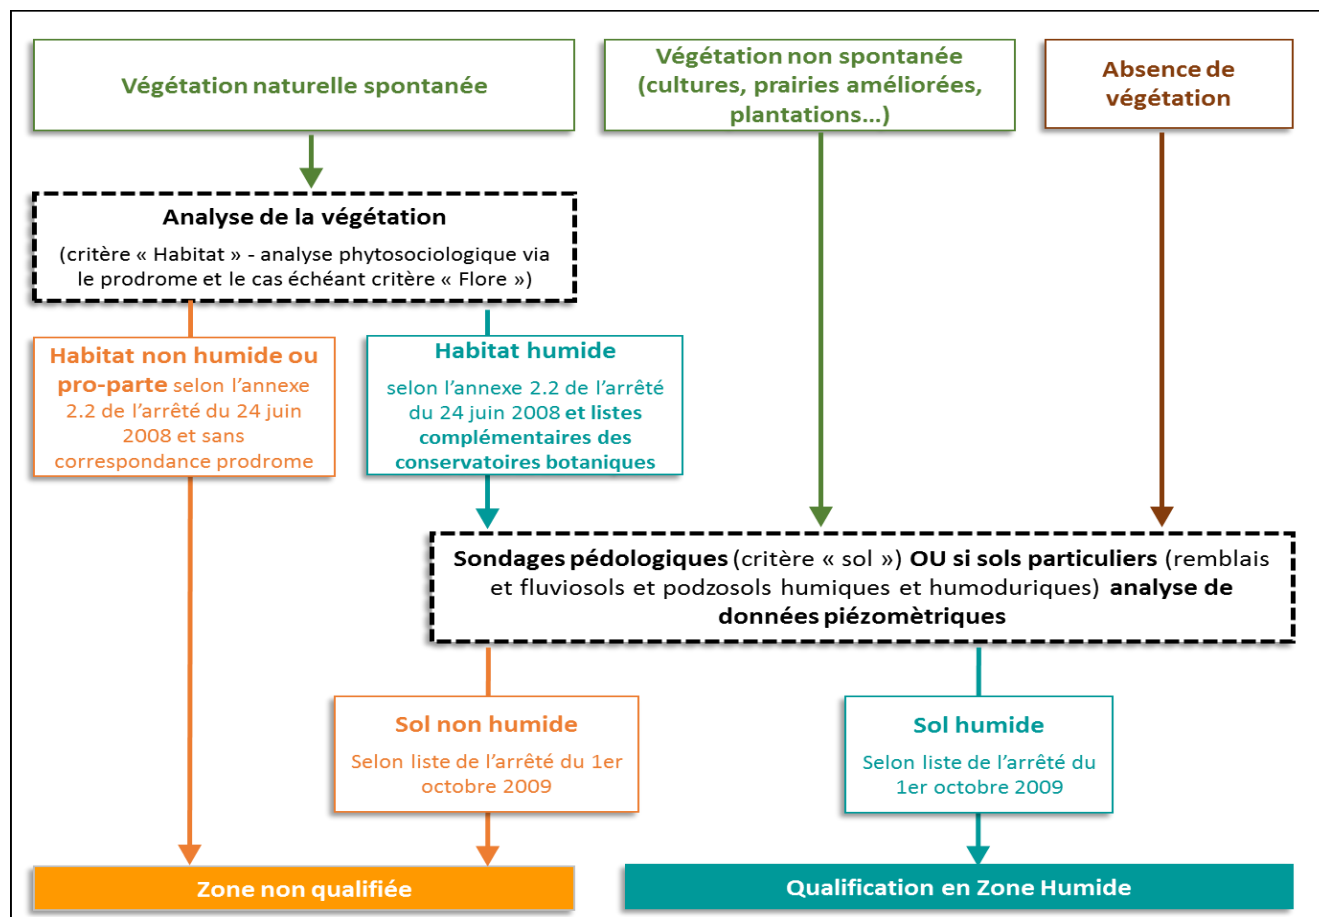 Végétation naturelle spontanée
Végétation non spontanée
(cultures, prairies améliorées,
plantations...)
Absence de
végétation
Analyse de la végétation
(critère « Habitat » - analyse phytosociologique via
le prodrome et le cas échéant critère « Flore »)
Habitat non humide ou
pro-parte selon l'annexe
2.2 de l'arrêté du 24 juin
2008 et sans
correspondance prodrome
Habitat humide
selon l'annexe 2.2 de l'arrêté
du 24 juin 2008 et listes
complémentaires des
conservatoires botaniques
Sondages pédologiques (critère « sol ») OU si sols particuliers (remblais
et fluviosols et podzosols humiques et humoduriques) analyse de
données piézomètriques
Sol non humide
Selon liste de l'arrêté du 1er
octobre 2009
Sol humide
Selon liste de l'arrêté du
1er octobre 2009
Zone non qualifiée
Qualification en Zone Humide